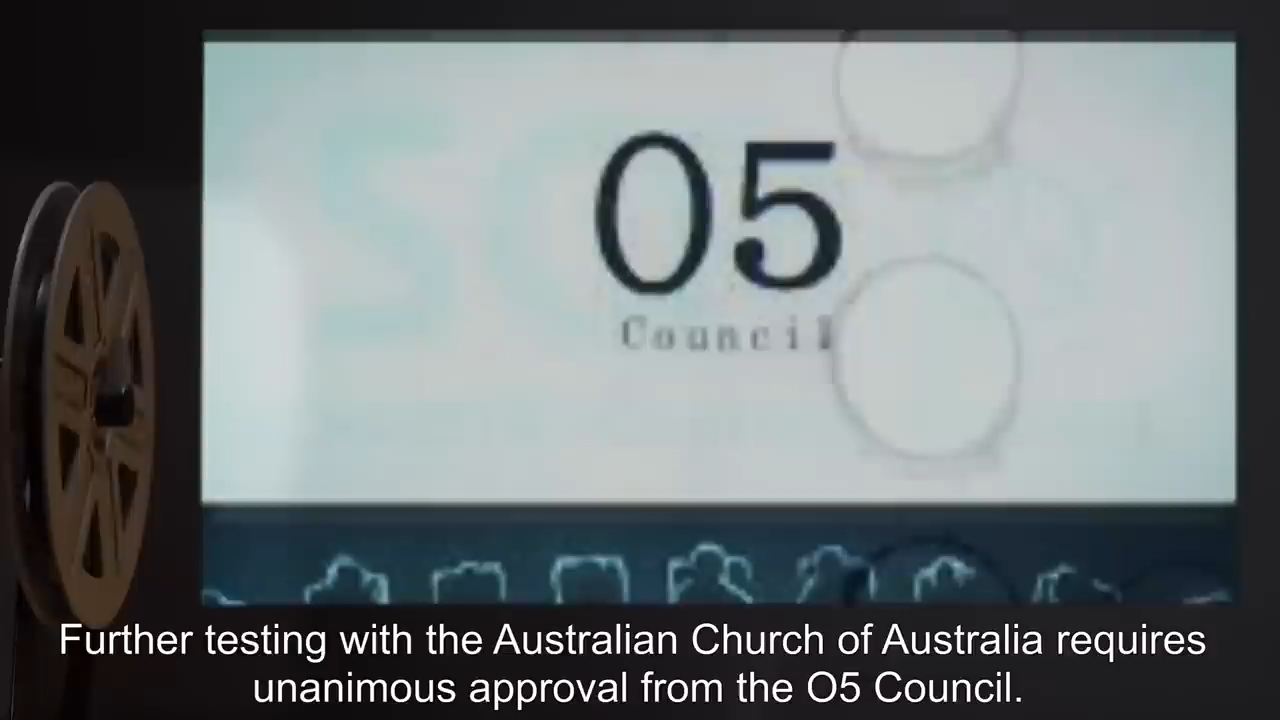 05
Council
Further testing with the Australian Church of Australia requires
unanimous approval from the O5 Council.